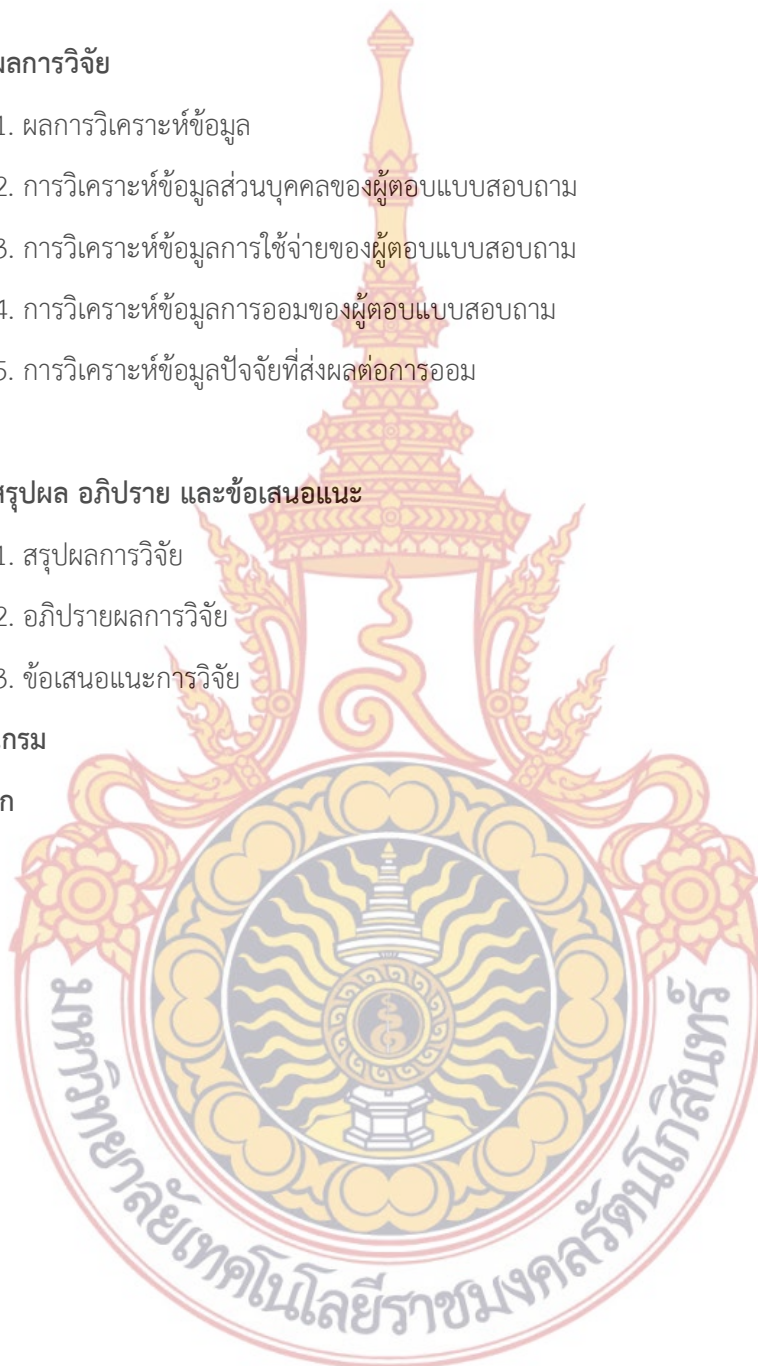 ผลการวิจัย
1. ผลการวิเคราะห์ข้อมูล
2. การวิเคราะห์ข้อมูลส่วนบุคคลของผู้ตอบแบบสอบถาม
3. การวิเคราะห์ข้อมูลการใช้จ่ายของผู้ตอบแบบสอบถาม
4. การวิเคราะห์ข้อมูลการออมของผู้ตอบแบบสอบถาม
5. การวิเคราะห์ข้อมูลปัจจัยที่ส่งผลต่อการออม
สรุปผล อภิปราย และข้อเสนอแนะ
1. สรุปผลการวิจัย
2. อภิปรายผลการวิจัย
3. ข้อเสนอแนะการวิจัย
มหาวิทยาลัยเทคโนโลยีราชมงคลรัตนโกสินทร์